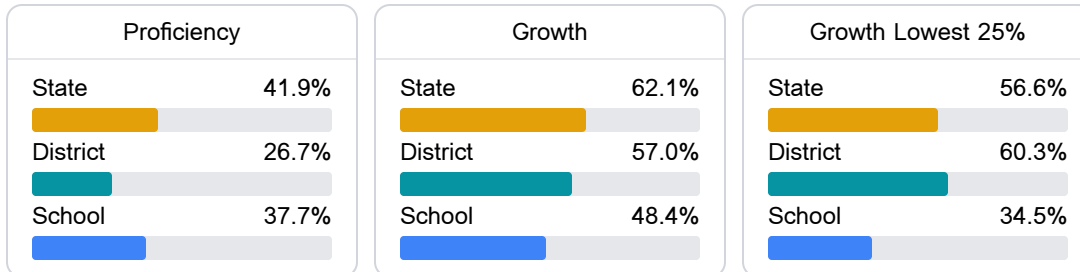 Proficiency
State 41.9%
District 26.7%
School 37.7%
Growth
State 62.1%
District 57.0%
School 48.4%
Growth Lowest 25%
State 56.6%
District 60.3%
School 34.5%